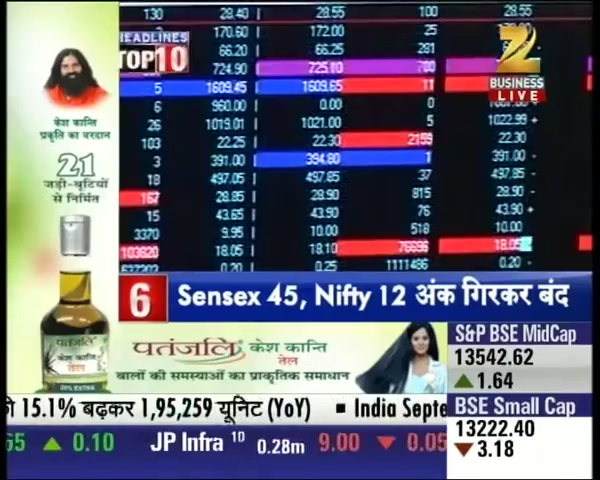 130 28.40 28.55 100 28.55
2 170.60 172.00 25
66.20 66.25 281
724.90 725.10 700
5 1609.45 1609.65 11
6 960.00 0.00 0
26 1019.01 1021.00 5 1022.99 +
103 22.25 22.30 2159 22.30
3 391.00 394.80 1 391.00 -
18 497.05 497.85 37 497.85 -
167 28.85 28.90 815 28.90 -
15 43.65 43.90 76 43.90 +
3370 9.95 10.00 518 10.00
103820 18.05 18.10 76696 18.05
0.20 0.25 1111486 0.20 -
HEADLINES
TOP 10
Z
BUSINESS
LIVE
केश कान्ति
प्रकृति का वरदान
21
जड़ी-बूटियों
से निर्मित
पतंजलि
केश कान्ति
तेल
6 Sensex 45, Nifty 12 अंक गिरकर बंद
पतंजलि केश कान्ति
तेल
बालों की समस्याओं का प्राकृतिक समाधान
S&P BSE MidCap
13542.62
▲ 1.64
BSE Small Cap
13222.40
▼ 3.18
15.1% बढ़कर 1,95,259 यूनिट (YoY) ■ India Septe
65 ▲ 0.10 JP Infra 1D 0.28m 9.00 ▼ 0.05